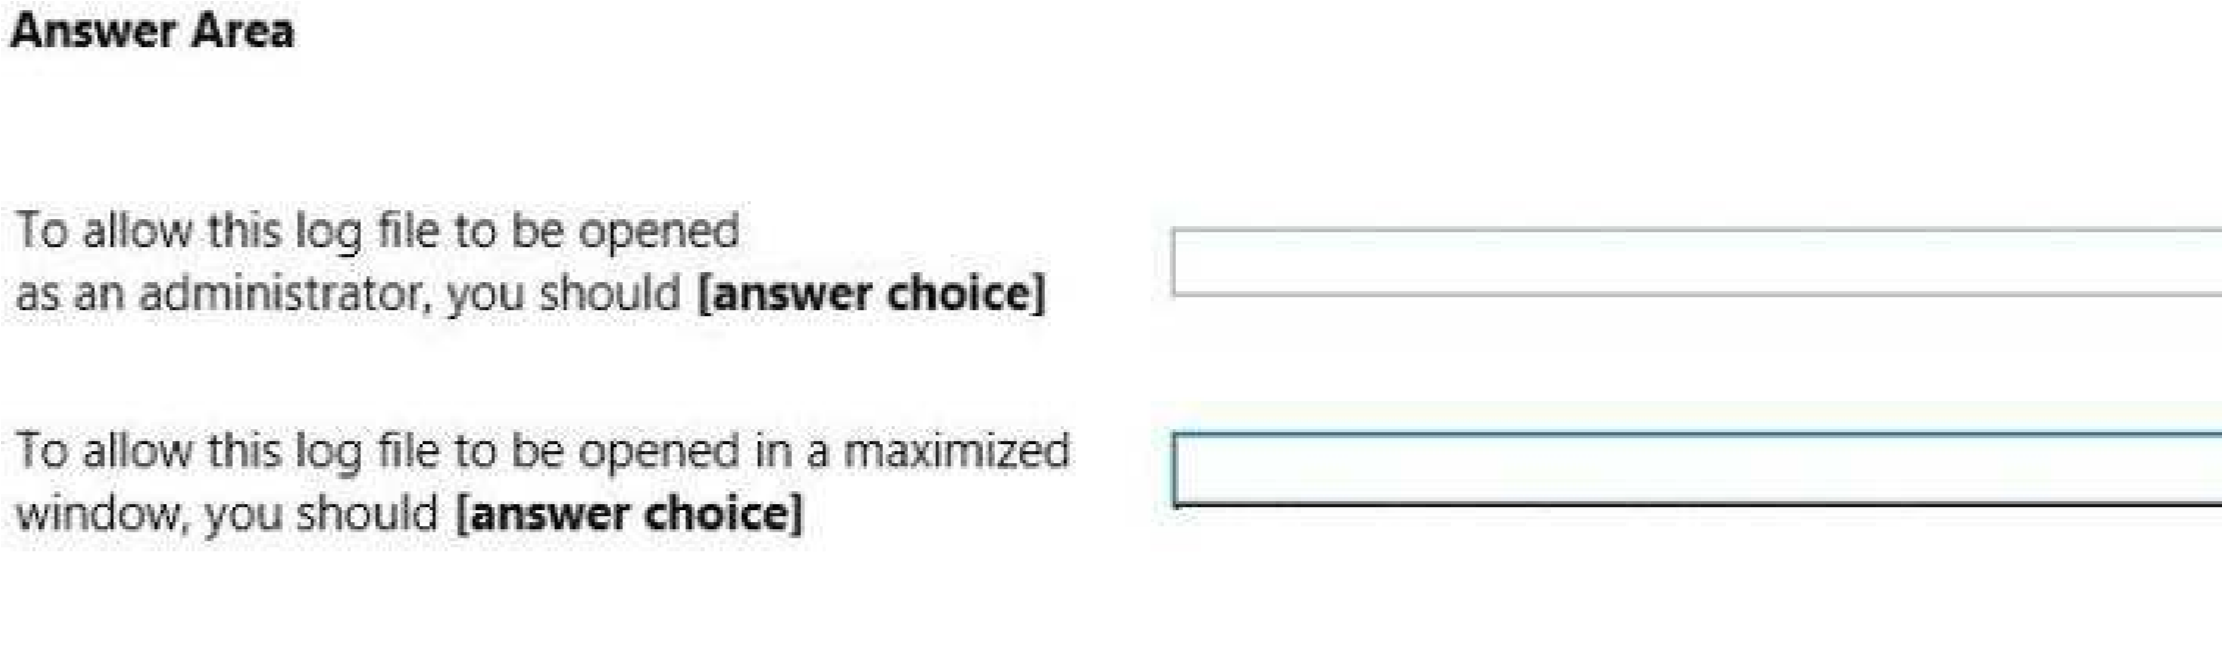 Answer Area
To allow this log file to be opened
as an administrator, you should [answer choice]
To allow this log file to be opened in a maximized
window, you should [answer choice]